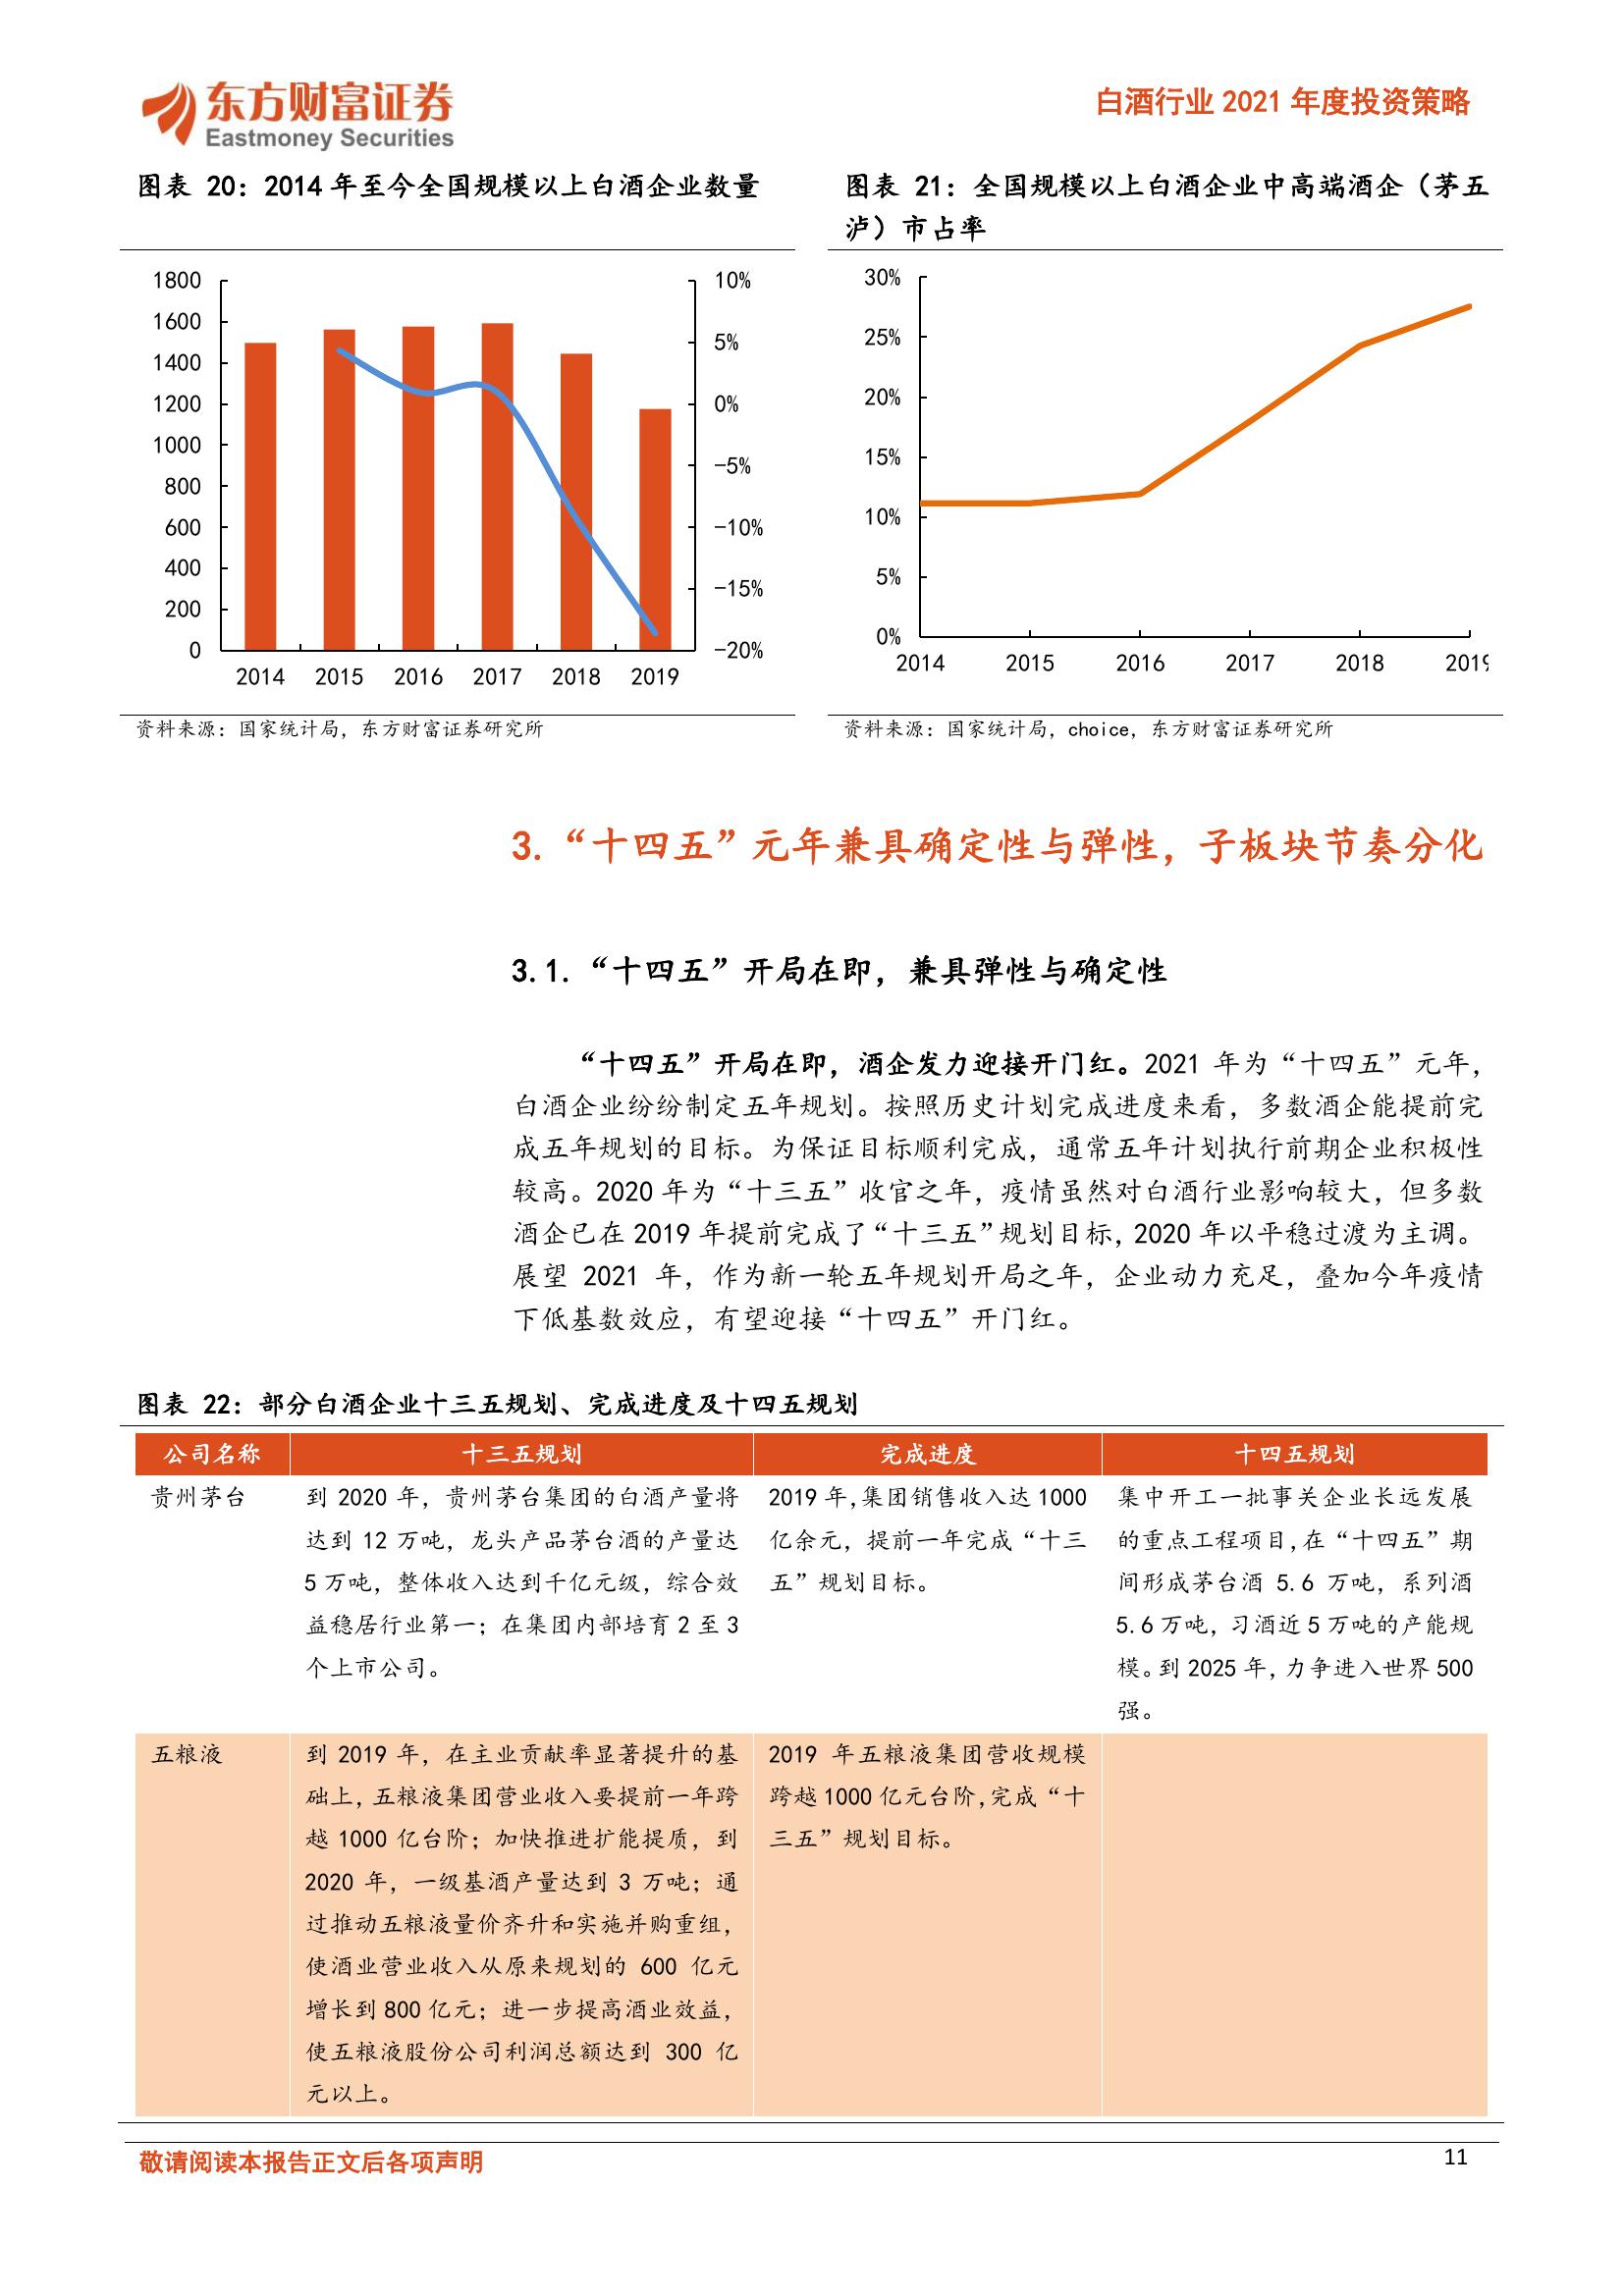 东方财富证券
Eastmoney Securities
白酒行业 2021 年度投资策略
图表 20：2014 年至今全国规模以上白酒企业数量
1800
1600
1400
1200
1000
800
600
400
200
0
10%
5%
0%
-5%
-10%
-15%
-20%
2014 2015 2016 2017 2018 2019
资料来源：国家统计局，东方财富证券研究所
图表 21：全国规模以上白酒企业中高端酒企（茅五
泸）市占率
30%
25%
20%
15%
10%
5%
0%
2014 2015 2016 2017 2018 2019
资料来源：国家统计局，choice，东方财富证券研究所
3.“十四五”元年兼具确定性与弹性，子板块节奏分化
3.1.“十四五”开局在即，兼具弹性与确定性
“十四五”开局在即，酒企发力迎接开门红。2021 年为“十四五”元年，
白酒企业纷纷制定五年规划。按照历史计划完成进度来看，多数酒企能提前完
成五年规划的目标。为保证目标顺利完成，通常五年计划执行前期企业积极性
较高。2020 年为“十三五”收官之年，疫情虽然对白酒行业影响较大，但多数
酒企已在 2019 年提前完成了“十三五”规划目标，2020 年以平稳过渡为主调。
展望 2021 年，作为新一轮五年规划开局之年，企业动力充足，叠加今年疫情
下低基数效应，有望迎接“十四五”开门红。
图表 22：部分白酒企业十三五规划、完成进度及十四五规划
公司名称 十三五规划 完成进度 十四五规划
贵州茅台
到 2020 年，贵州茅台集团的白酒产量将
达到 12 万吨，龙头产品茅台酒的产量达
5 万吨，整体收入达到千亿元级，综合效
益稳居行业第一；在集团内部培育 2 至 3
个上市公司。
2019 年，集团销售收入达 1000
亿余元，提前一年完成“十三
五”规划目标。
集中开工一批事关企业长远发展
的重点工程项目，在“十四五”期
间形成茅台酒 5.6 万吨，系列酒
5.6 万吨，习酒近 5 万吨的产能规
模。到 2025 年，力争进入世界 500
强。
五粮液
到 2019 年，在主业贡献率显著提升的基
础上，五粮液集团营业收入要提前一年跨
越 1000 亿台阶；加快推进扩能提质，到
2020 年，一级基酒产量达到 3 万吨；通
过推动五粮液量价齐升和实施并购重组，
使酒业营业收入从原来规划的 600 亿元
增长到 800 亿元；进一步提高酒业效益，
使五粮液股份公司利润总额达到 300 亿
元以上。
2019 年五粮液集团营收规模
跨越 1000 亿元台阶，完成“十
三五”规划目标。
敬请阅读本报告正文后各项声明
11